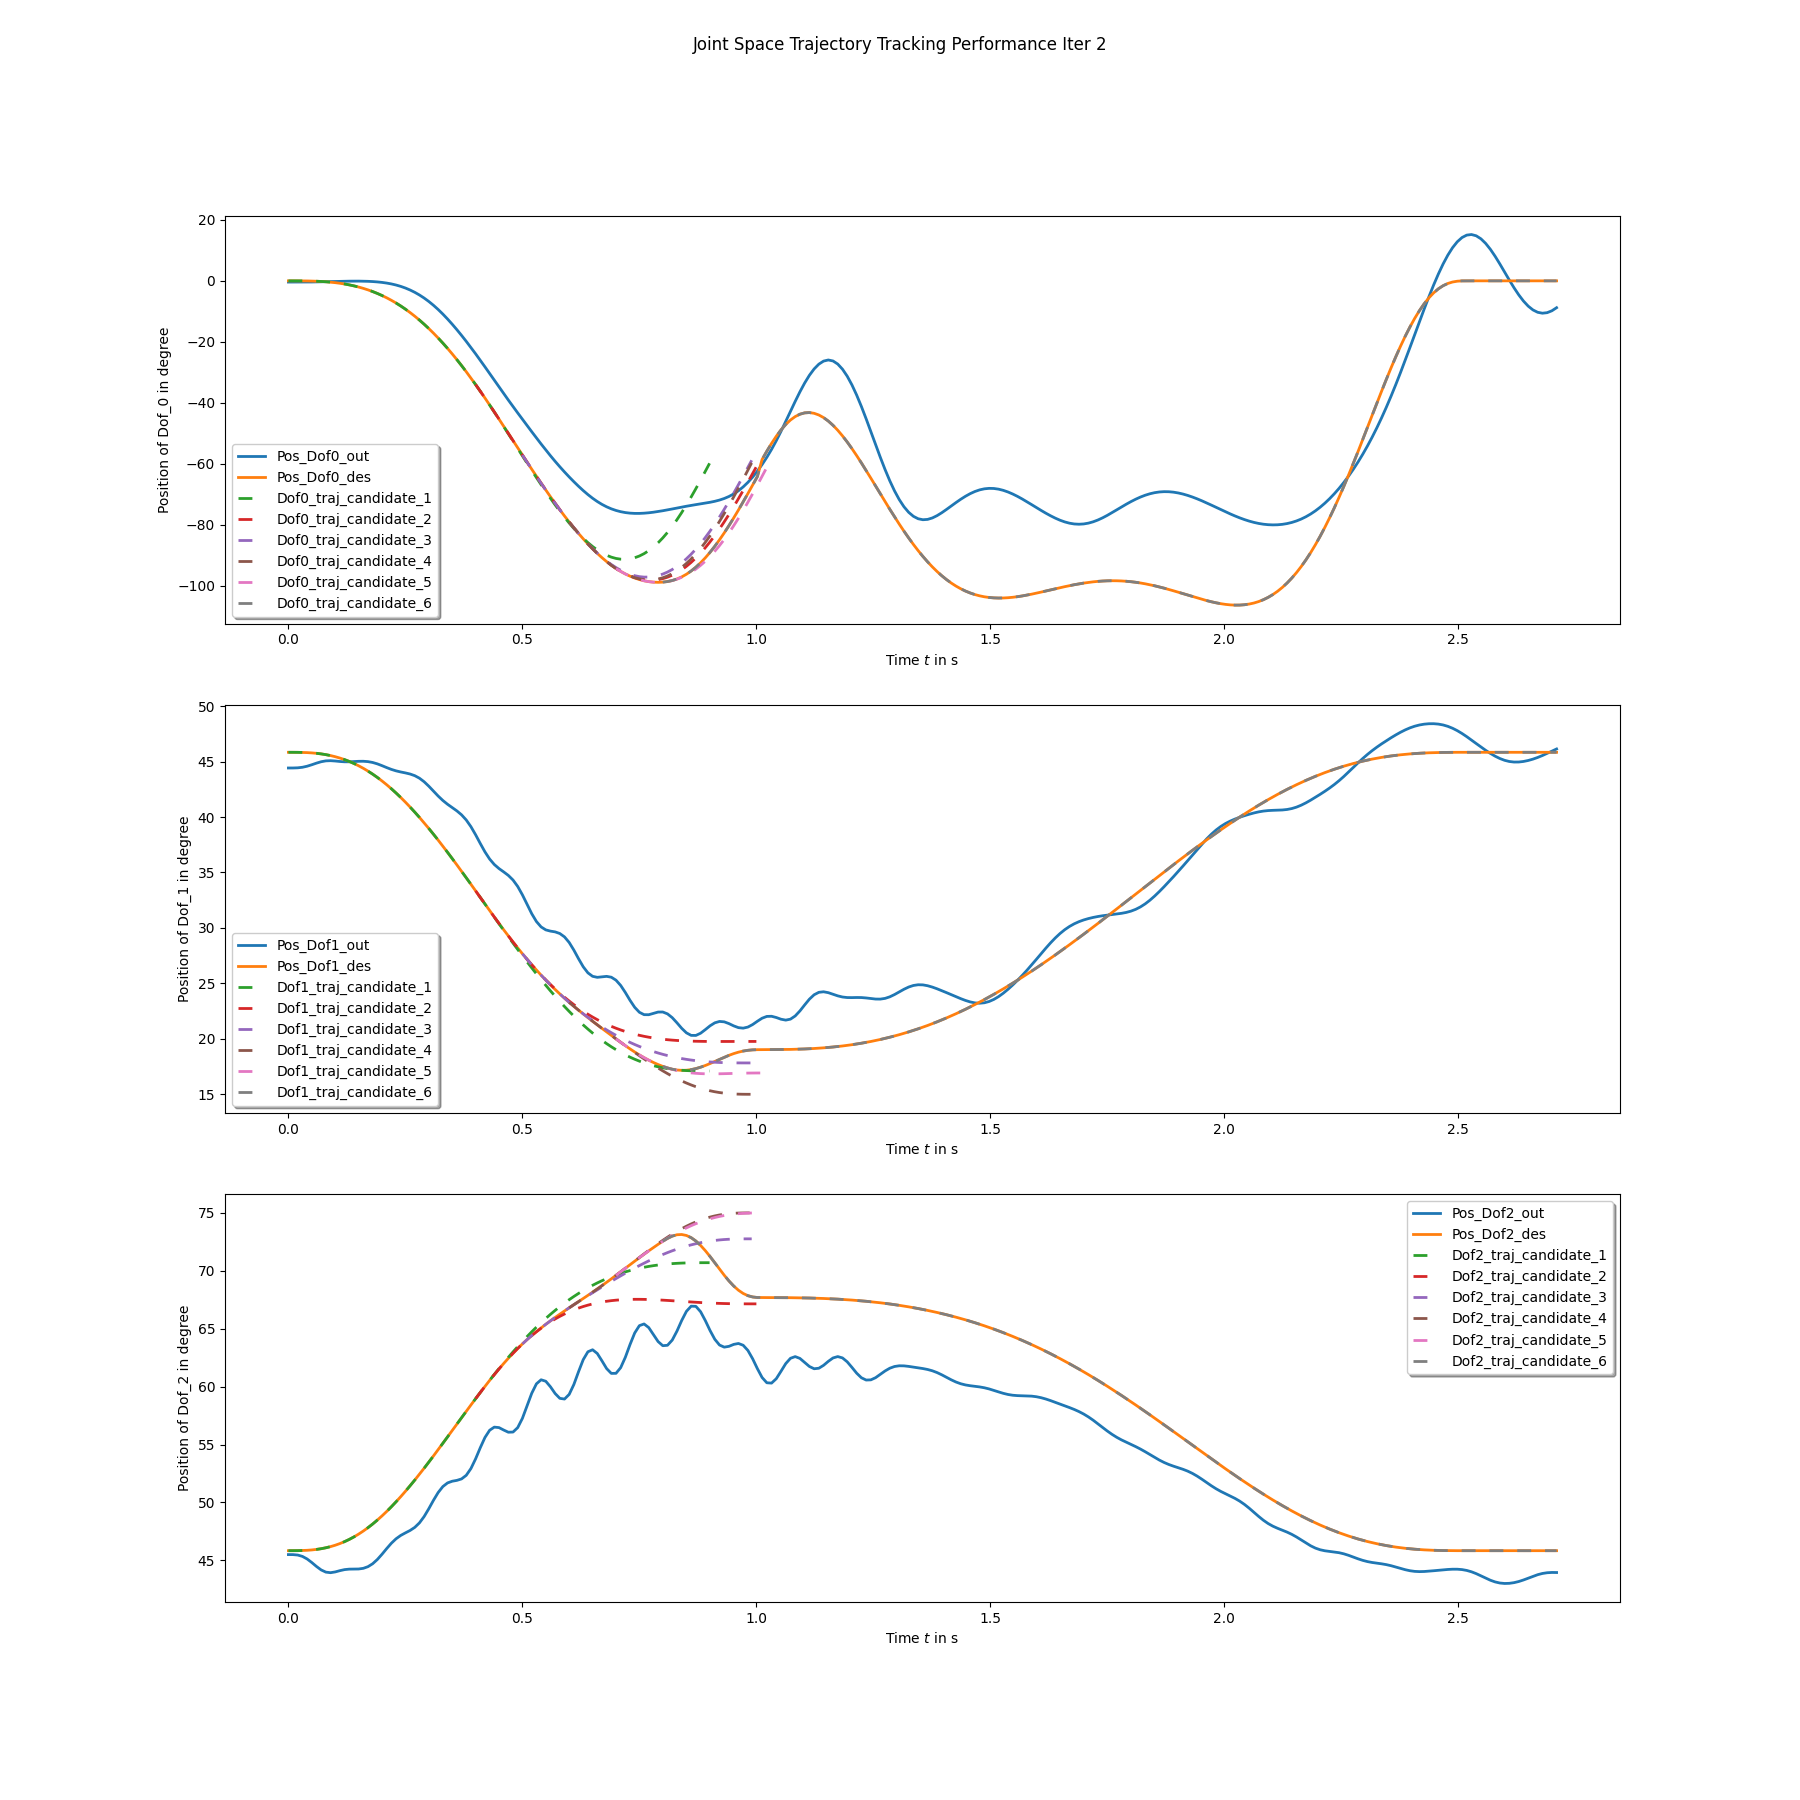 Joint Space Trajectory Tracking Performance Iter 2
Position of Dof_0 in degree
20
0
−20
−40
−60
−80
−100
Pos_Dof0_out
Pos_Dof0_des
Dof0_traj_candidate_1
Dof0_traj_candidate_2
Dof0_traj_candidate_3
Dof0_traj_candidate_4
Dof0_traj_candidate_5
Dof0_traj_candidate_6
0.0 0.5 1.0 1.5 2.0 2.5
Time t in s
Position of Dof_1 in degree
50
45
40
35
30
25
20
15
Pos_Dof1_out
Pos_Dof1_des
Dof1_traj_candidate_1
Dof1_traj_candidate_2
Dof1_traj_candidate_3
Dof1_traj_candidate_4
Dof1_traj_candidate_5
Dof1_traj_candidate_6
0.0 0.5 1.0 1.5 2.0 2.5
Time t in s
Position of Dof_2 in degree
75
70
65
60
55
50
45
Pos_Dof2_out
Pos_Dof2_des
Dof2_traj_candidate_1
Dof2_traj_candidate_2
Dof2_traj_candidate_3
Dof2_traj_candidate_4
Dof2_traj_candidate_5
Dof2_traj_candidate_6
0.0 0.5 1.0 1.5 2.0 2.5
Time t in s